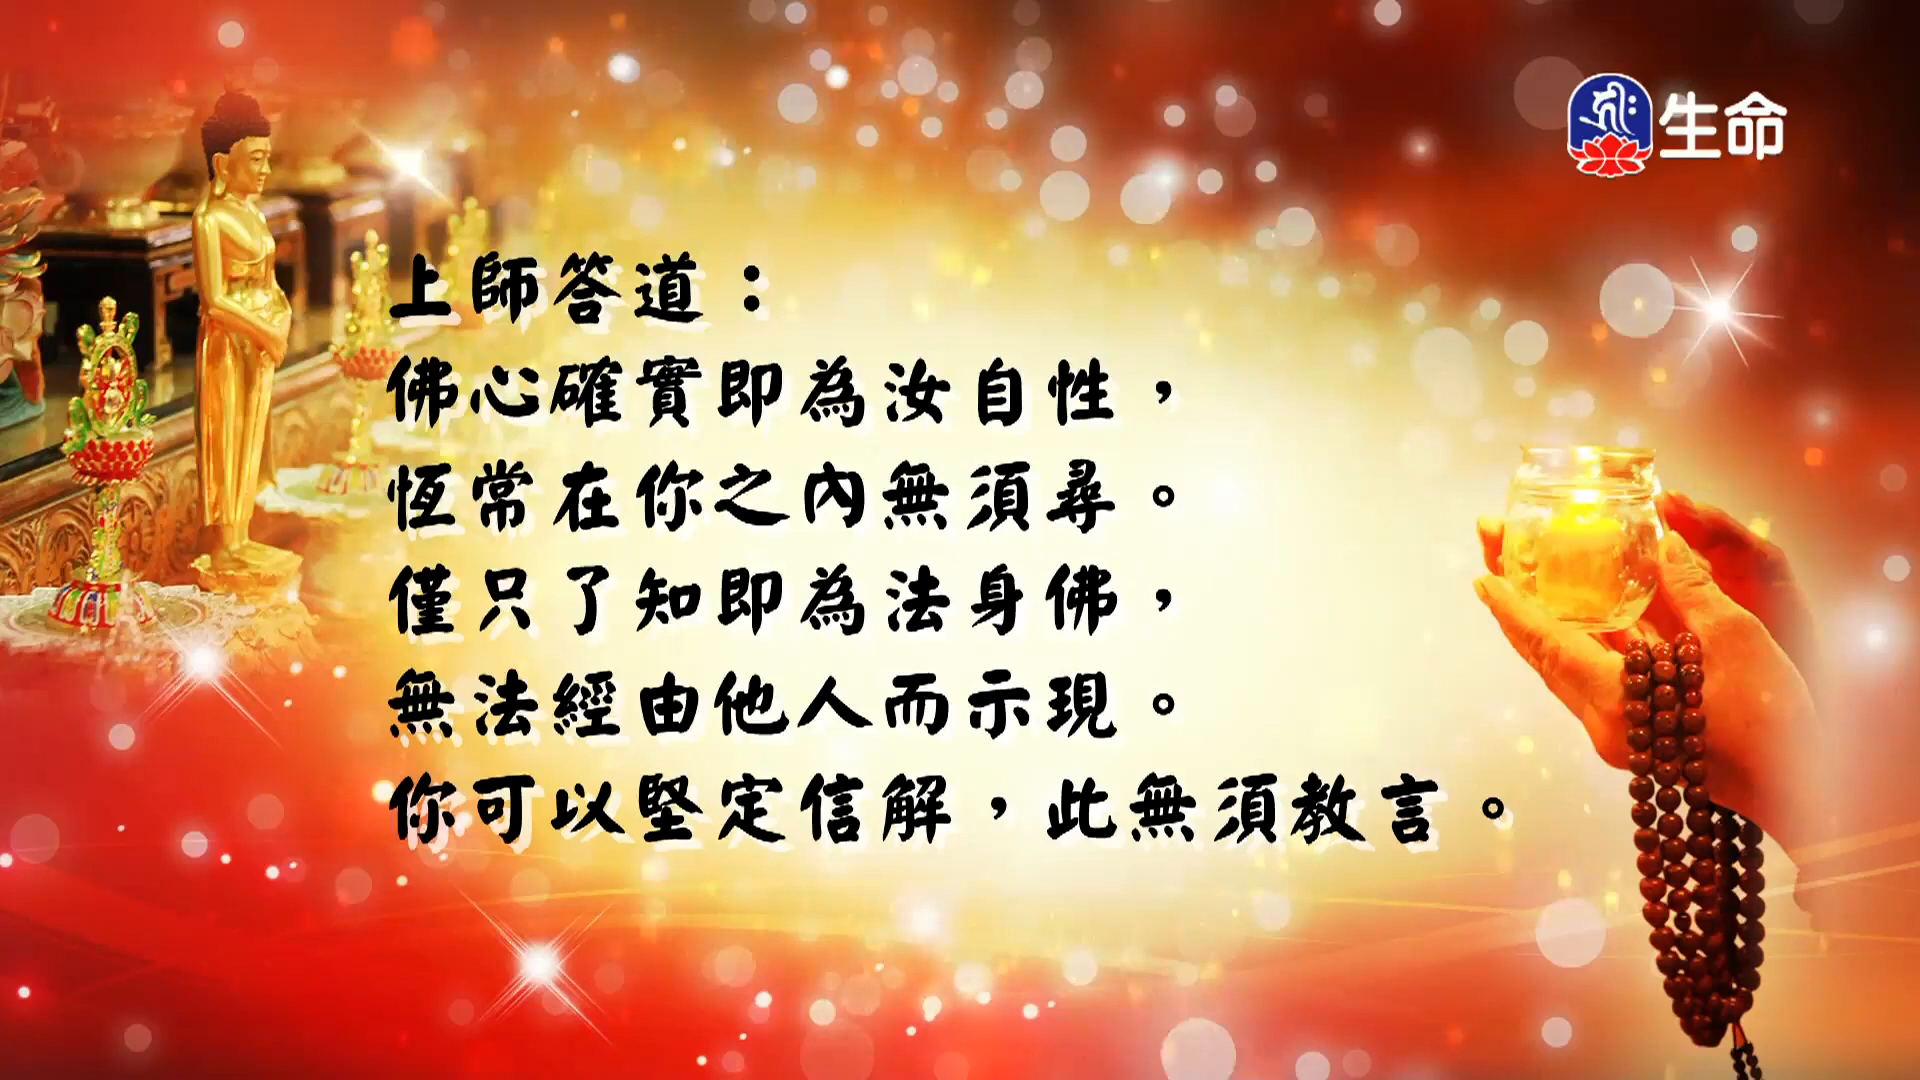 生命
上師答道：
佛心確實即為汝自性，
恆常在你之內無須尋。
僅只了知即為法身佛，
無法經由他人而示現。
你可以堅定信解，此無須教言。